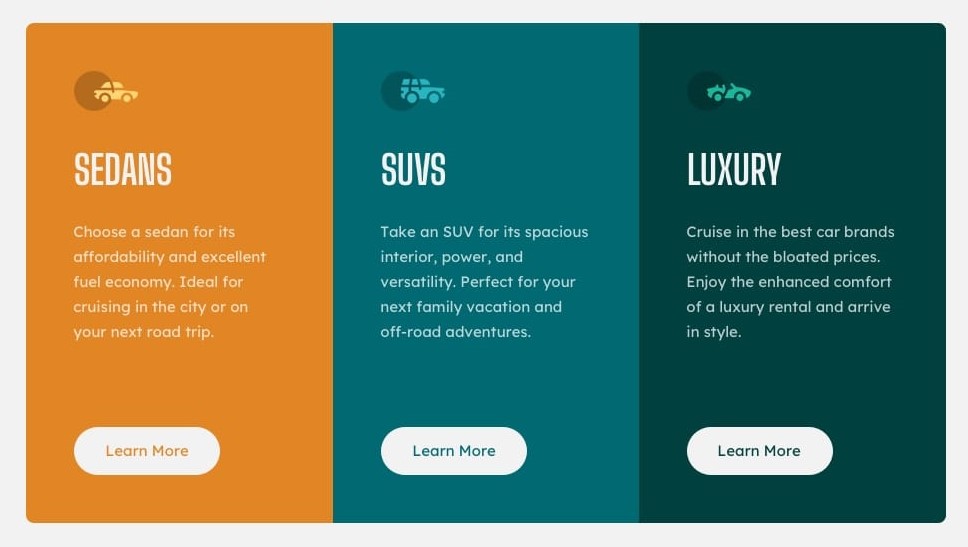 SEDANS
Choose a sedan for its
affordability and excellent
fuel economy. Ideal for
cruising in the city or on
your next road trip.
Learn More
SUVS
Take an SUV for its spacious
interior, power, and
versatility. Perfect for your
next family vacation and
off-road adventures.
Learn More
LUXURY
Cruise in the best car brands
without the bloated prices.
Enjoy the enhanced comfort
of a luxury rental and arrive
in style.
Learn More